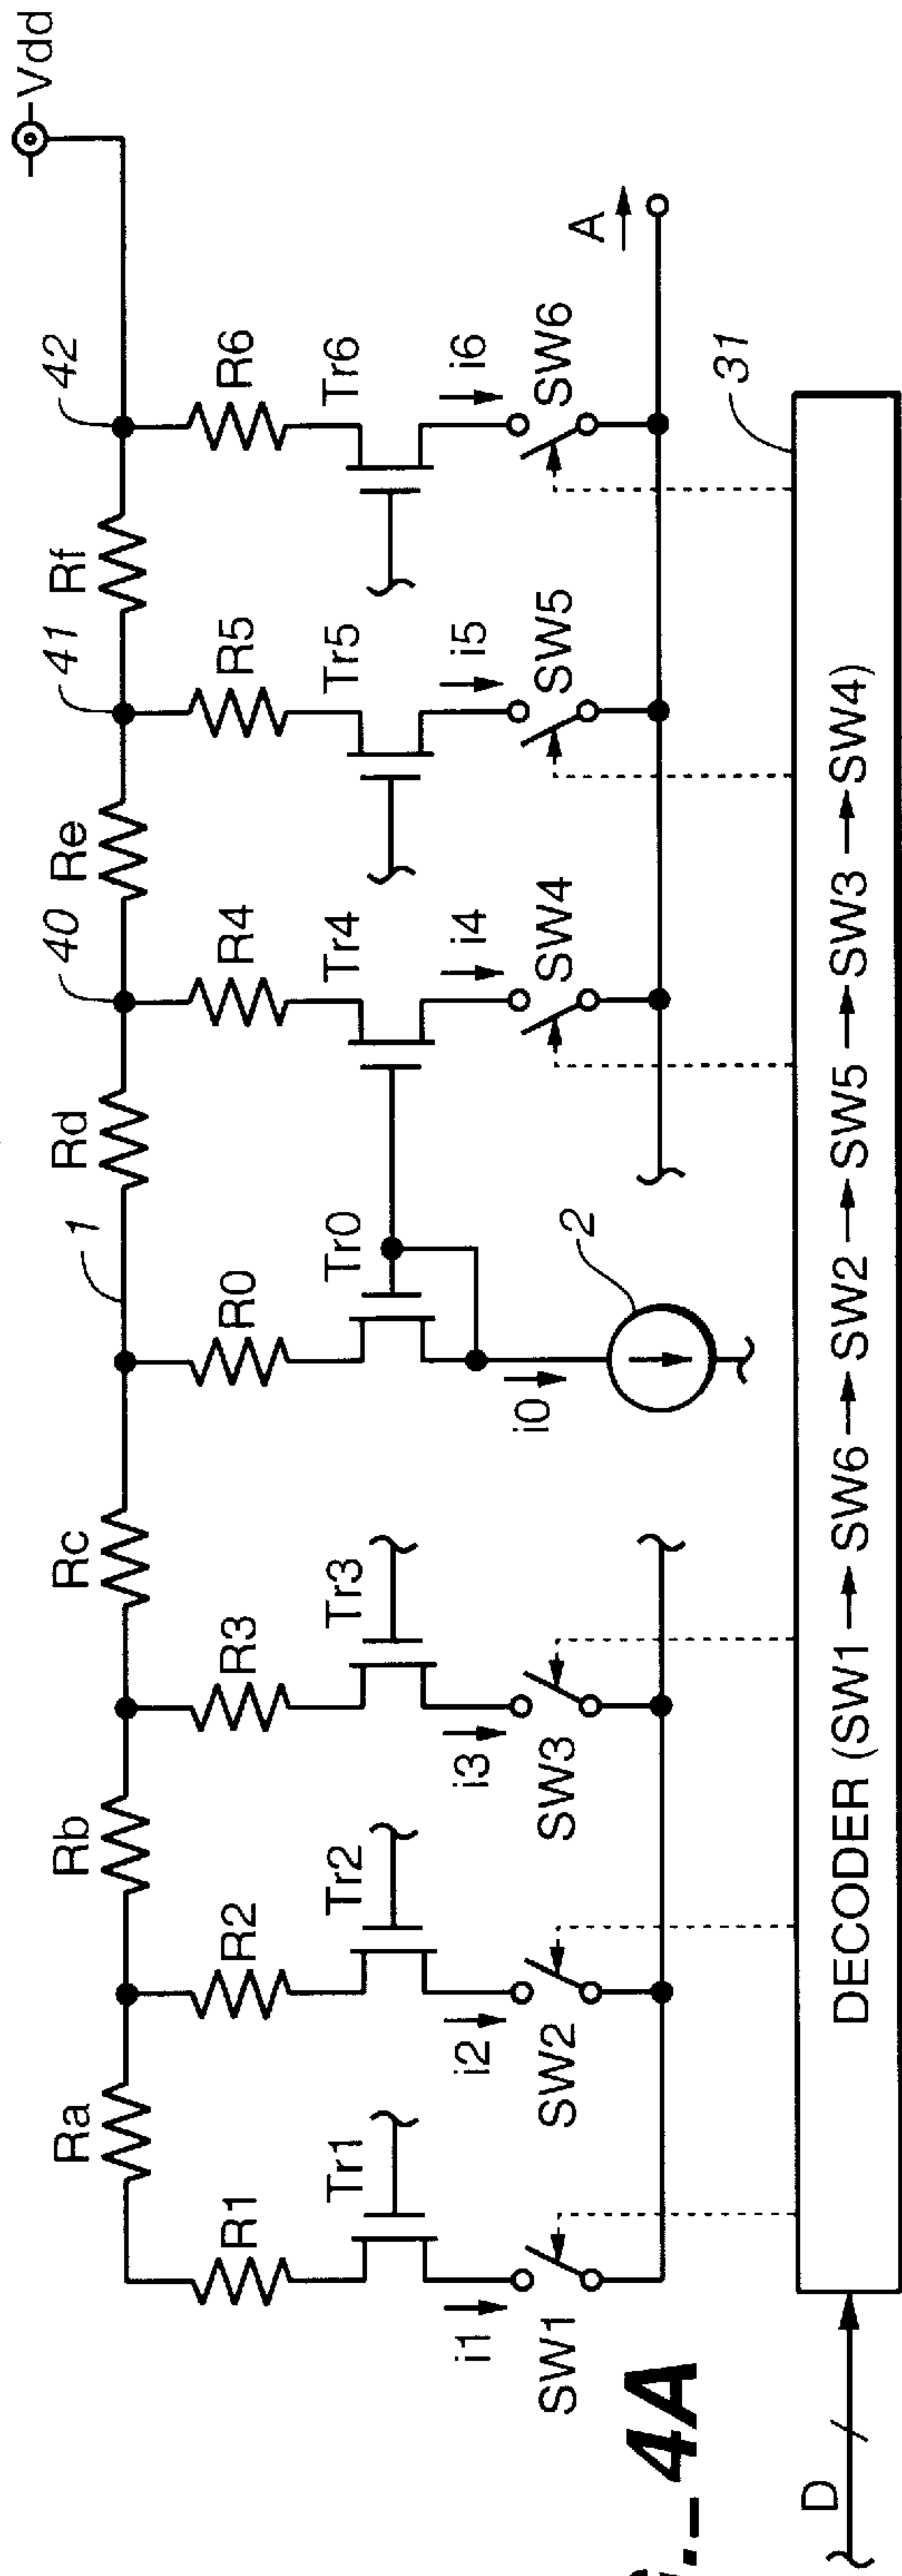 Vdd
Ra
Rb
Rc
1
Rd
40
Re
41
Rf
42
R1
R2
R3
R0
R4
R5
R6
Tr1
Tr2
Tr3
Tr0
Tr4
Tr5
Tr6
i1
i2
i3
i0
i4
i5
i6
SW1
SW2
SW3
2
SW4
SW5
SW6
A
31
D
DECODER (SW1 → SW6 → SW2 → SW5 → SW3 → SW4)
4A